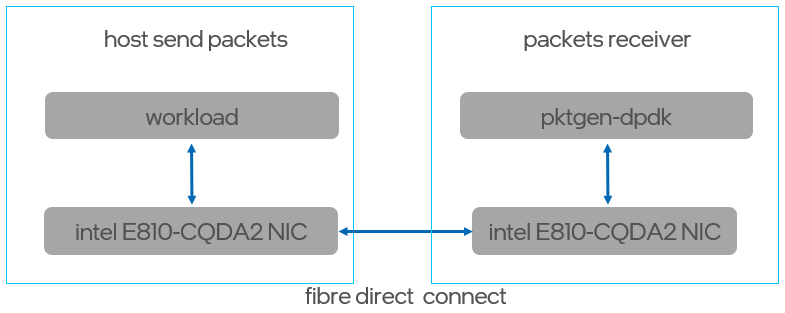 host send packets
packets receiver
workload
pktgen-dpdk
intel E810-CQDA2 NIC
intel E810-CQDA2 NIC
fibre direct connect